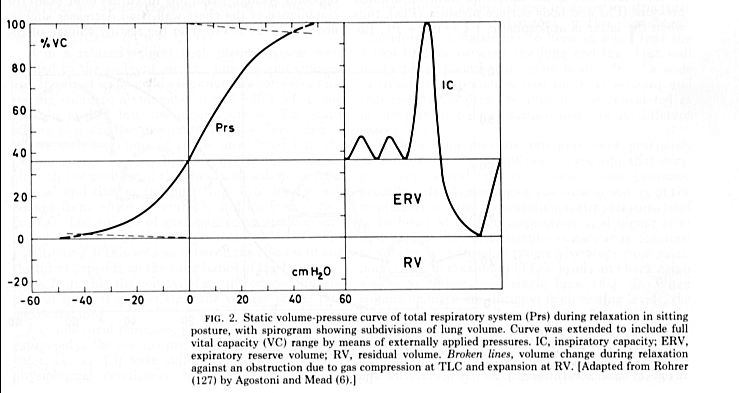 100
% VC
80
60
40
20
0
-20
-60
-40
-20
0
20
40
60
cm H₂O
Prs
IC
ERV
RV
FIG. 2. Static volume-pressure curve of total respiratory system (Prs) during relaxation in sitting
posture, with spirogram showing subdivisions of lung volume. Curve was extended to include full
vital capacity (VC) range by means of externally applied pressures. IC, inspiratory capacity; ERV,
expiratory reserve volume; RV, residual volume. Broken lines, volume change during relaxation
against an obstruction due to gas compression at TLC and expansion at RV. [Adapted from Rohrer
(127) by Agostoni and Mead (6).]